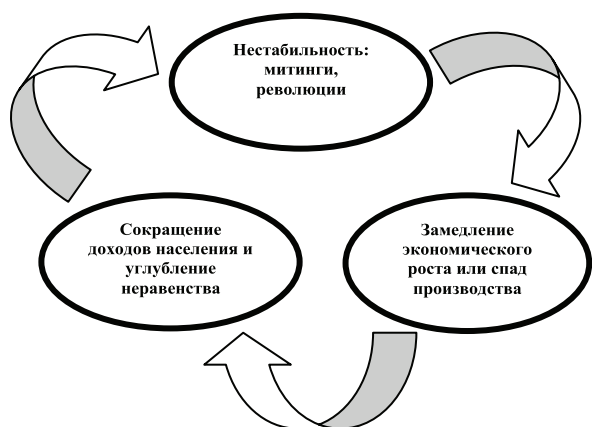 Нестабильность:
митинги,
революции
Сокращение
доходов населения и
углубление
неравенства
Замедление
экономического
роста или спад
производства